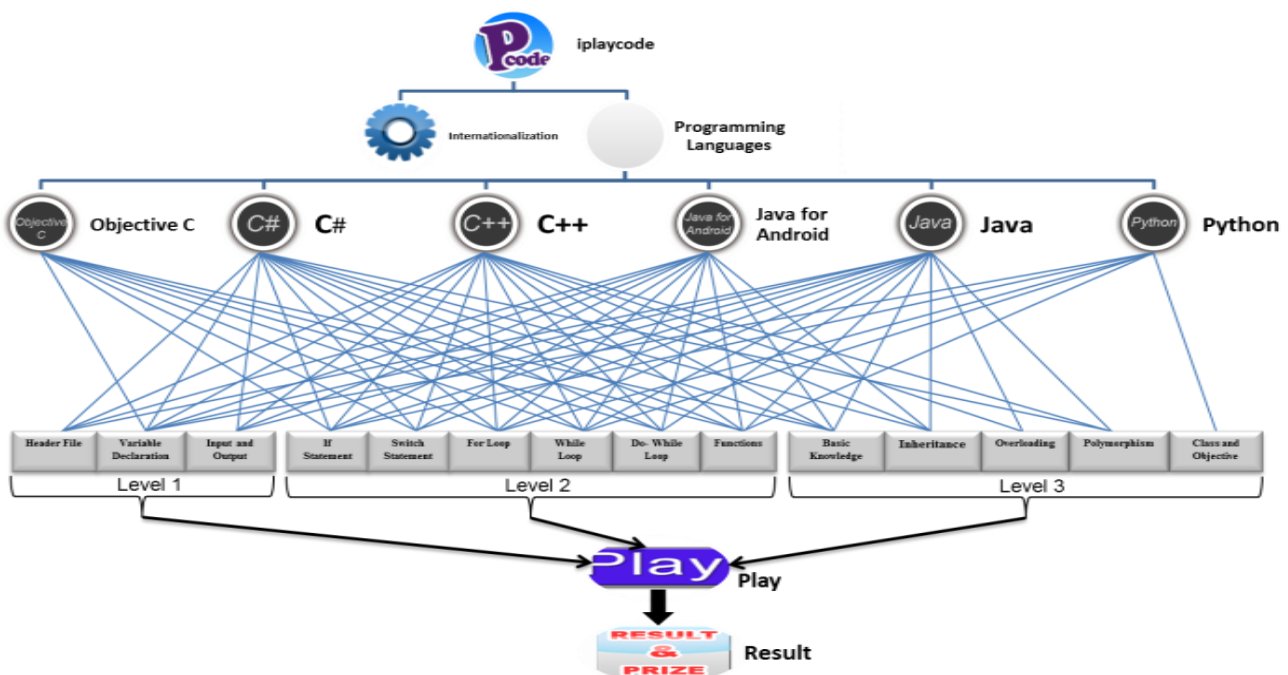 P
code
iplaycode
Internationalization
Programming
Languages
Objective
C
Objective C
C#
C#
C++
C++
Java for
Android
Java for
Android
Java
Java
Python
Python
Header File
Variable
Declaration
Input and
Output
If
Statement
Switch
Statement
For Loop
While
Loop
Do- While
Loop
Functions
Basic
Knowledge
Inheritance
Overloading
Polymorphism
Class and
Objective
Level 1
Level 2
Level 3
Play
Play
RESULT
&
PRIZE
Result